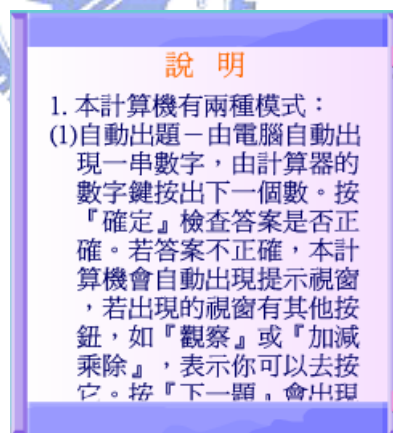 說 明
1. 本計算機有兩種模式：
(1)自動出題－由電腦自動出
現一串數字，由計算器的
數字鍵按出下一個數。按
『確定』檢查答案是否正
確。若答案不正確，本計
算機會自動出現提示視窗
，若出現的視窗有其他按
鈕，如『觀察』或『加減
乘除』，表示你可以去按
它。按『下一題』會出現